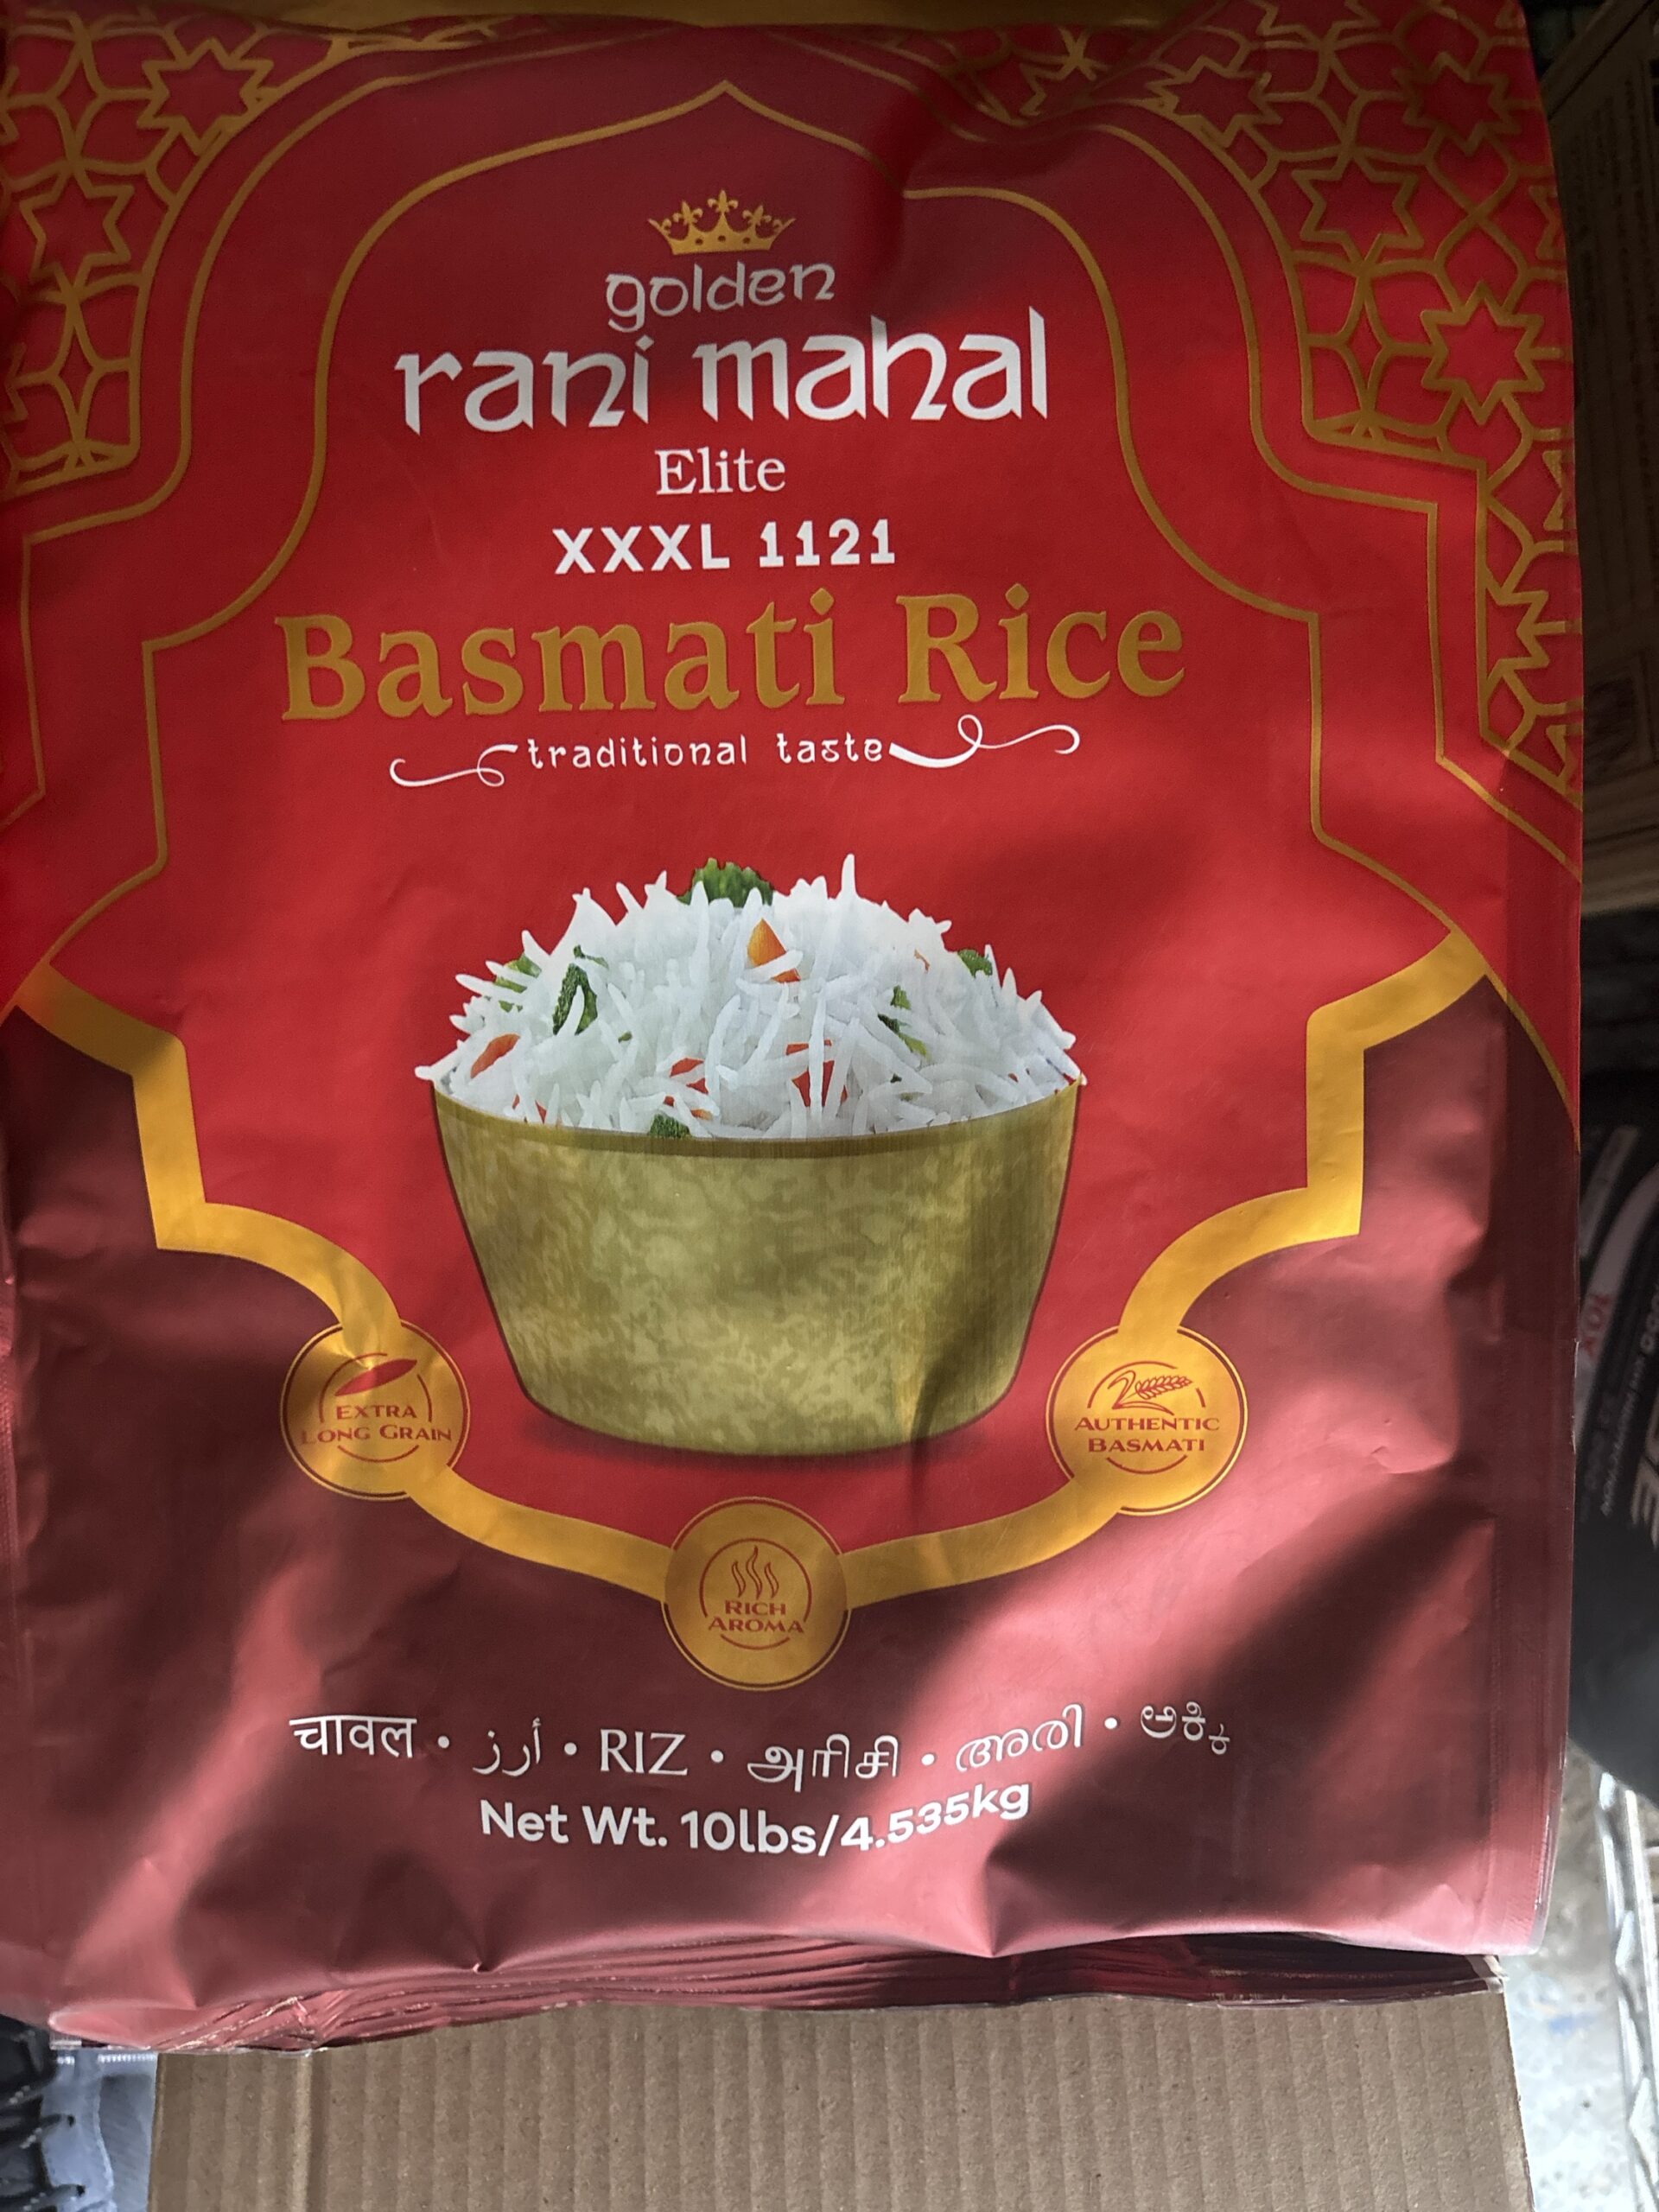 golden
rani mahal
Elite
XXXL 1121
Basmati Rice
traditional taste
EXTRA
LONG GRAIN
AUTHENTIC
BASMATI
RICH
AROMA
चावल • أرز • RIZ • அரிசி • അരി • ಅಕ್ಕಿ
Net Wt. 10lbs/4.535kg